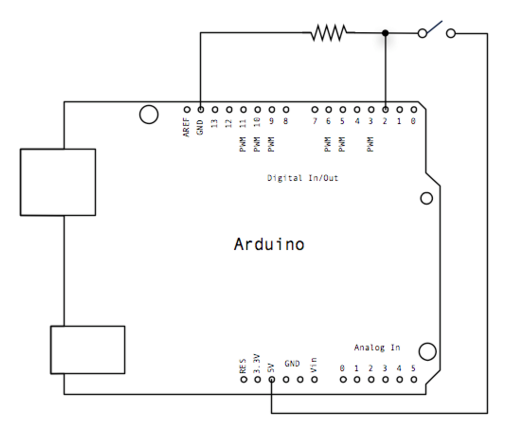 AREF GND 13 12 11 10 9 8 7 6 5 4 3 2 1 0
PWM PWM PWM PWM PWM PWM
Digital In/Out
Arduino
Analog In
RES 3.3V 5V GND Vin 0 1 2 3 4 5